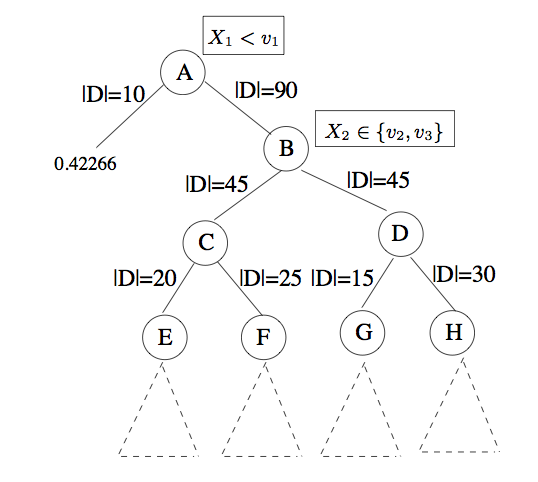 X₁ < v₁
A
|D|=10
|D|=90
X₂ ∈ {v₂, v₃}
B
0.42266
|D|=45
|D|=45
C
D
|D|=20
|D|=25
|D|=15
|D|=30
E
F
G
H